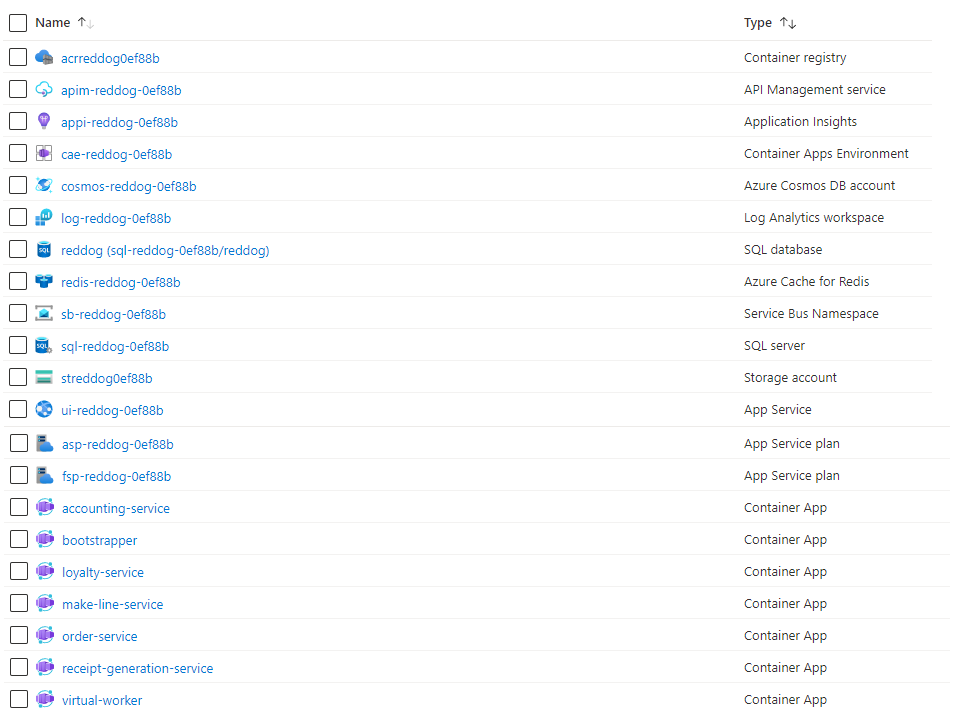 Name ↑↓ Type ↑↓
acrreddog0ef88b Container registry
apim-reddog-0ef88b API Management service
appi-reddog-0ef88b Application Insights
cae-reddog-0ef88b Container Apps Environment
cosmos-reddog-0ef88b Azure Cosmos DB account
log-reddog-0ef88b Log Analytics workspace
reddog (sql-reddog-0ef88b/reddog) SQL database
redis-reddog-0ef88b Azure Cache for Redis
sb-reddog-0ef88b Service Bus Namespace
sql-reddog-0ef88b SQL server
streddog0ef88b Storage account
ui-reddog-0ef88b App Service
asp-reddog-0ef88b App Service plan
fsp-reddog-0ef88b App Service plan
accounting-service Container App
bootstrapper Container App
loyalty-service Container App
make-line-service Container App
order-service Container App
receipt-generation-service Container App
virtual-worker Container App